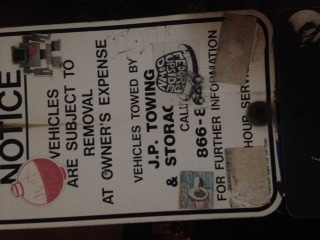 NOTICE
VEHICLES
ARE SUBJECT TO
REMOVAL
AT OWNER'S EXPENSE
VEHICLES TOWED BY
J.P. TOWING
& STORAG
CALL
866-8
FOR FURTHER INFORMATION
HOUR SERV